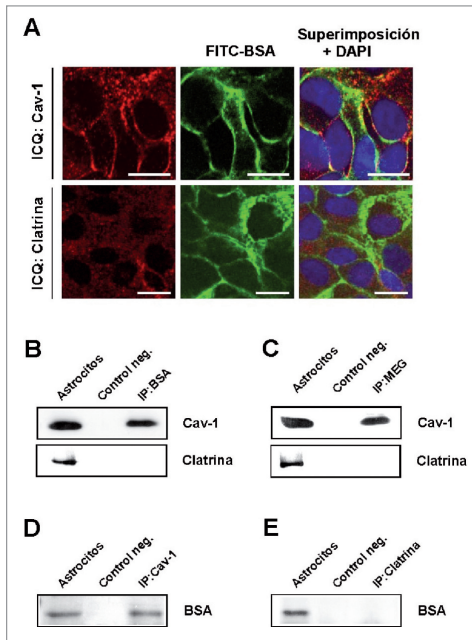 A
FITC-BSA
Superimposición
+ DAPI
ICQ: Cav-1
ICQ: Clatrina
B
Astrocitos
Control neg.
IP:BSA
Cav-1
Clatrina
C
Astrocitos
Control neg.
IP:MEG
Cav-1
Clatrina
D
Astrocitos
Control neg.
IP:Cav-1
BSA
E
Astrocitos
Control neg.
IP:Clatrina
BSA